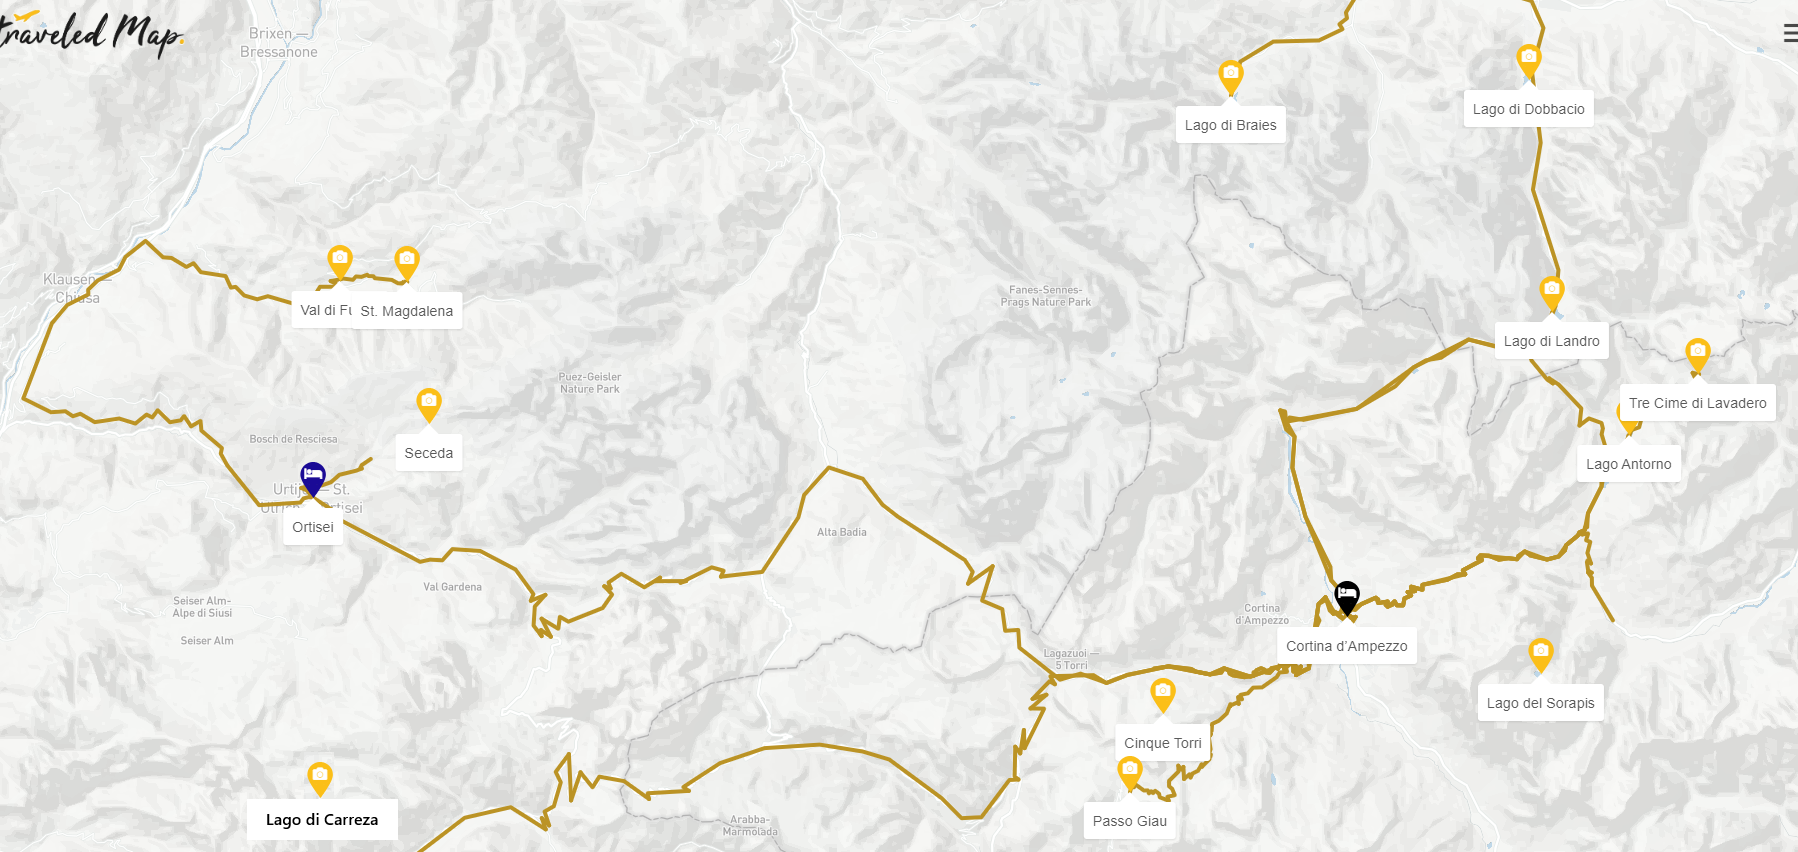 traveled Map.
Brixen —
Bressanone
Lago di Braies
Lago di Dobbacio
Klausen —
Chiusa
Val di Fu
St. Magdalena
Fanes-Sennes-
Prags Nature Park
Lago di Landro
Puez-Geisler
Nature Park
Tre Cime di Lavadero
Bosch de Resciesa
Seceda
Lago Antorno
Ortisei
Alta Badia
Val Gardena
Seiser Alm-
Alpe di Siusi
Seiser Alm
Cortina
d'Ampezzo
Cortina d'Ampezzo
Lagazuoi —
5 Torri
Lago del Sorapis
Cinque Torri
Lago di Carreza
Passo Giau
Arabba-
Marmolada